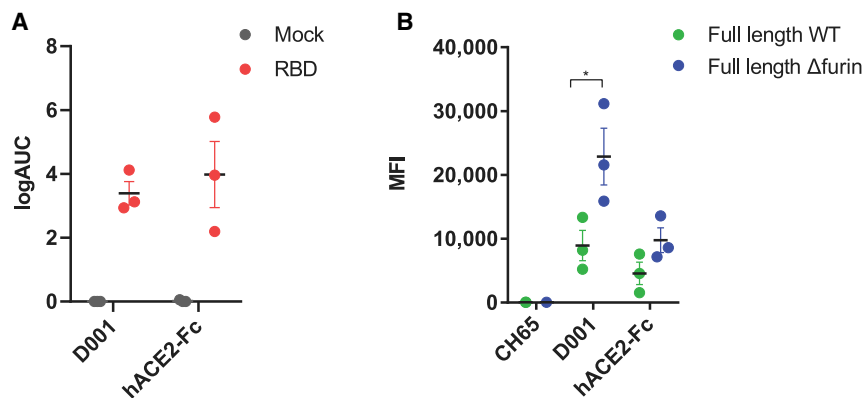 A
Mock
RBD
8
6
4
2
0
logAUC
D001
hACE2-Fc
B
Full length WT
Full length Δfurin
40,000
30,000
20,000
10,000
0
MFI
*
CH65
D001
hACE2-Fc